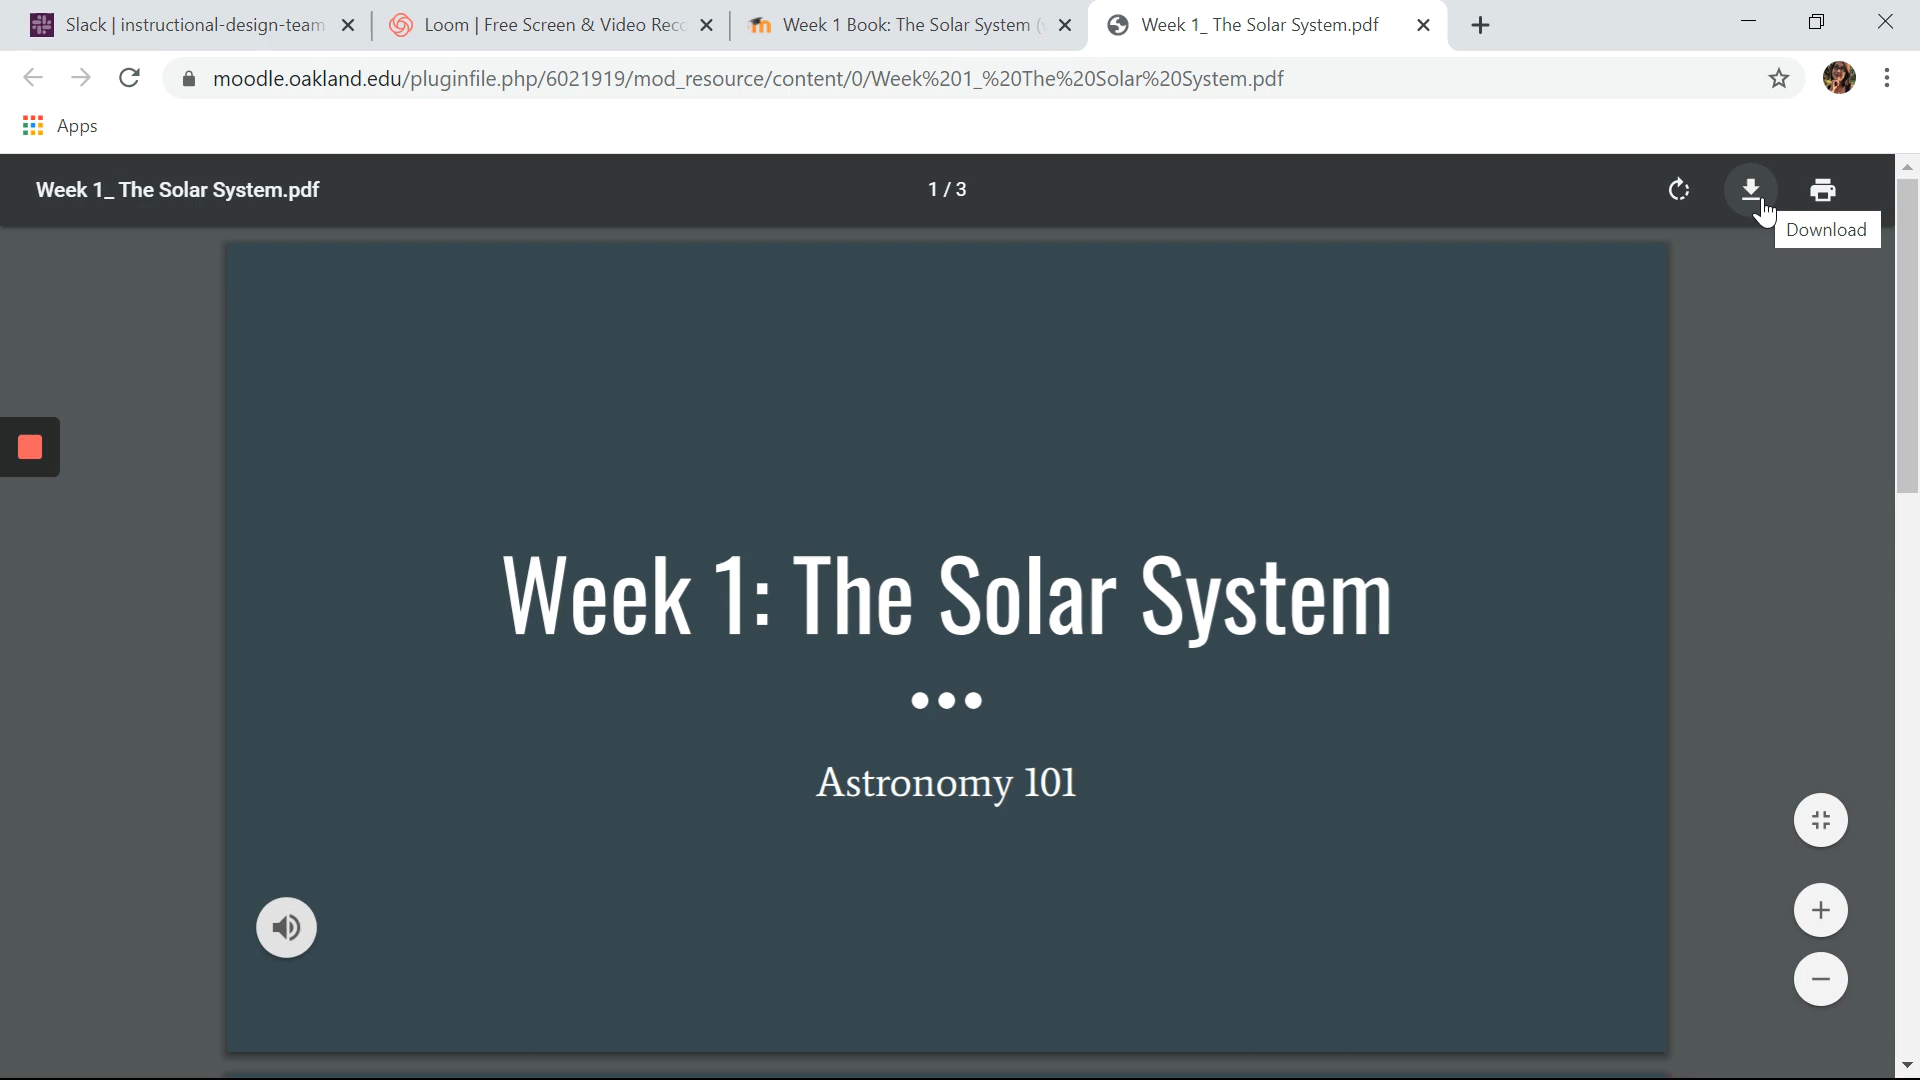 Slack | instructional-design-team
Loom | Free Screen & Video Rec
Week 1 Book: The Solar System (
Week 1_ The Solar System.pdf
moodle.oakland.edu/pluginfile.php/6021919/mod_resource/content/0/Week%201_%20The%20Solar%20System.pdf
Apps
Week 1_ The Solar System.pdf
1 / 3
Download
Week 1: The Solar System
Astronomy 101